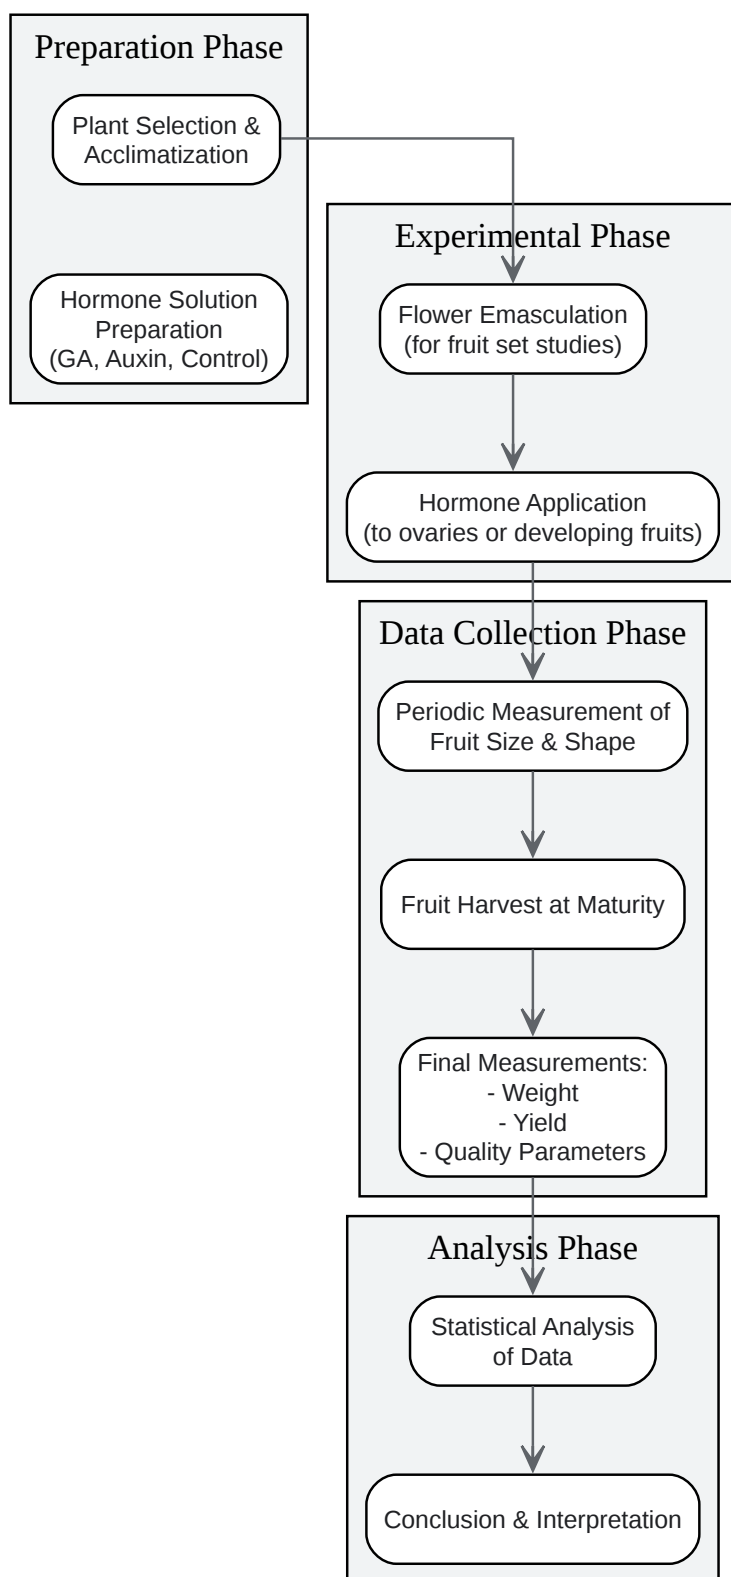 Preparation Phase
Plant Selection &
Acclimatization
Hormone Solution
Preparation
(GA, Auxin, Control)
Experimental Phase
Flower Emasculation
(for fruit set studies)
Hormone Application
(to ovaries or developing fruits)
Data Collection Phase
Periodic Measurement of
Fruit Size & Shape
Fruit Harvest at Maturity
Final Measurements:
- Weight
- Yield
- Quality Parameters
Analysis Phase
Statistical Analysis
of Data
Conclusion & Interpretation